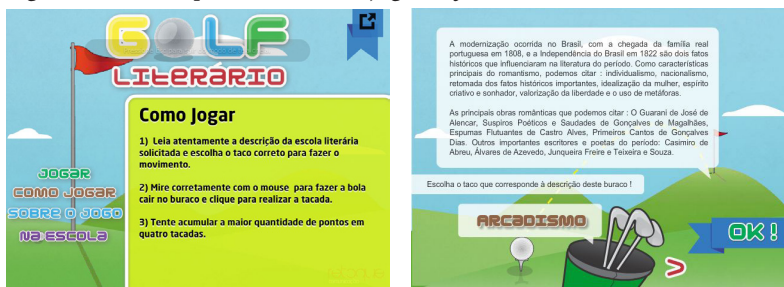 GOLF
LITERÁRIO
Como Jogar
1) Leia atentamente a descrição da escola literária
solicitada e escolha o taco correto para fazer o
movimento.
2) Mire corretamente com o mouse para fazer a bola
cair no buraco e clique para realizar a tacada.
3) Tente acumular a maior quantidade de pontos em
quatro tacadas.
JOGAR
COMO JOGAR
SOBRE O JOGO
NA ESCOLA
A modernização ocorrida no Brasil, com a chegada da família real
portuguesa em 1808, e a Independência do Brasil em 1822 são dois fatos
históricos que influenciaram na literatura do período. Como características
principais do romantismo, podemos citar : individualismo, nacionalismo,
retomada dos fatos históricos importantes, idealização da mulher, espírito
criativo e sonhador, valorização da liberdade e o uso de metáforas.
As principais obras românticas que podemos citar : O Guarani de José de
Alencar, Suspiros Poéticos e Saudades de Gonçalves de Magalhães,
Espumas Flutuantes de Castro Alves, Primeiros Cantos de Gonçalves
Dias. Outros importantes escritores e poetas do período: Casimiro de
Abreu, Álvares de Azevedo, Junqueira Freire e Teixeira e Souza.
Escolha o taco que corresponde à descrição deste buraco !
ARCADISMO
OK !